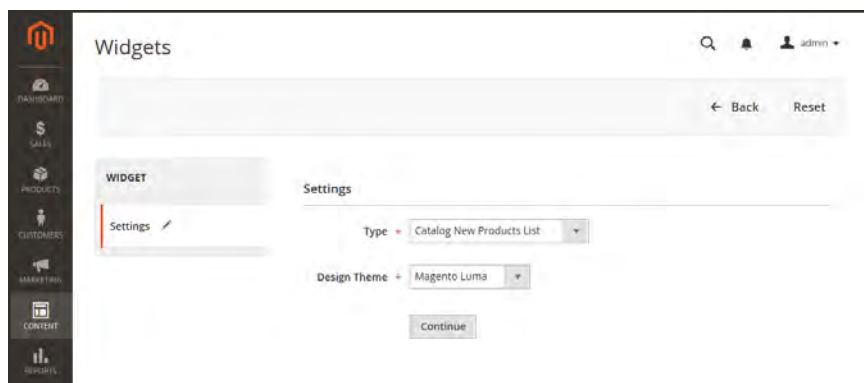 Widgets
admin
DASHBOARD
← Back
Reset
$
SALES
PRODUCTS
WIDGET
Settings
Settings
CUSTOMERS
Type * Catalog New Products List
MARKETING
Design Theme * Magento Luma
CONTENT
Continue
REPORTS